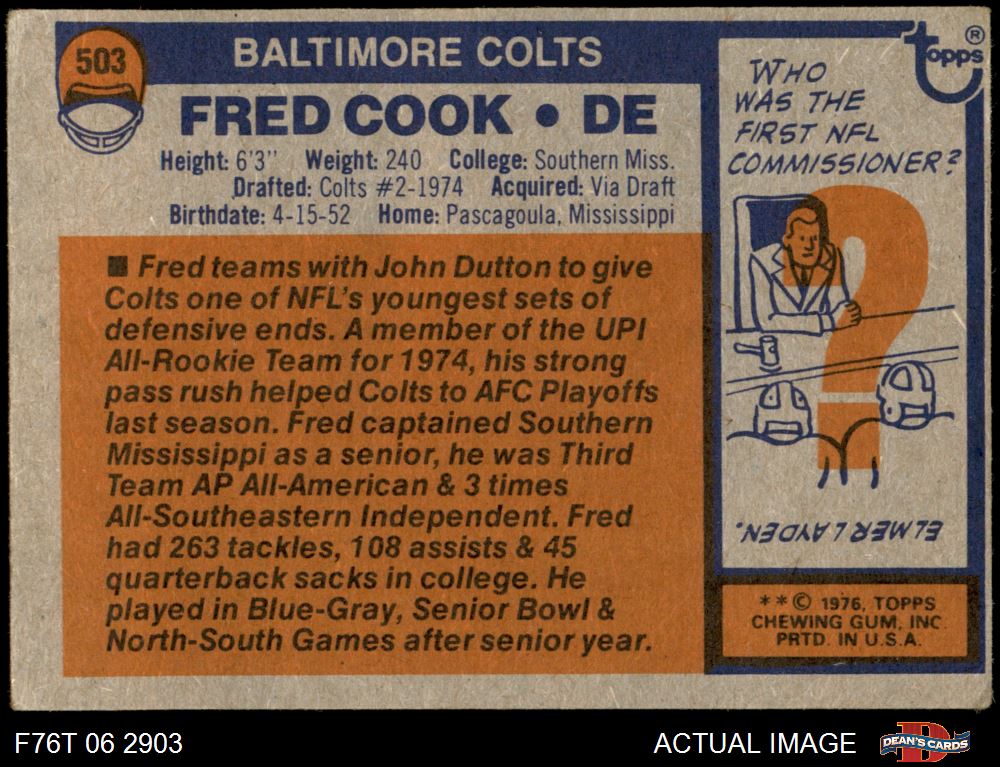 503
BALTIMORE COLTS
FRED COOK • DE
Height: 6'3" Weight: 240 College: Southern Miss.
Drafted: Colts #2-1974 Acquired: Via Draft
Birthdate: 4-15-52 Home: Pascagoula, Mississippi
■ Fred teams with John Dutton to give
Colts one of NFL's youngest sets of
defensive ends. A member of the UPI
All-Rookie Team for 1974, his strong
pass rush helped Colts to AFC Playoffs
last season. Fred captained Southern
Mississippi as a senior, he was Third
Team AP All-American & 3 times
All-Southeastern Independent. Fred
had 263 tackles, 108 assists & 45
quarterback sacks in college. He
played in Blue-Gray, Senior Bowl &
North-South Games after senior year.
topps®
WHO
WAS THE
FIRST NFL
COMMISSIONER?
ELMER LAYDEN.
**© 1976, TOPPS
CHEWING GUM, INC.
PRTD. IN U.S.A.
F76T 06 2903
ACTUAL IMAGE
DEAN'S CARDS